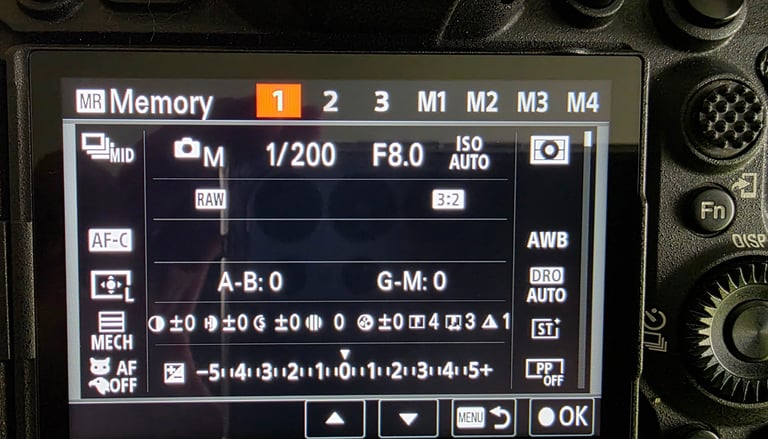 MR Memory 1 2 3 M1 M2 M3 M4
MID M 1/200 F8.0 ISO AUTO
RAW 3:2
AF-C AWB
L A-B: 0 G-M: 0 DRO AUTO
MECH ±0 ±0 ±0 0 ±0 4 3 1 ST
AF OFF -5 4 3 2 1 0 1 2 3 4 5+ PP OFF
MENU OK
Fn
DISP